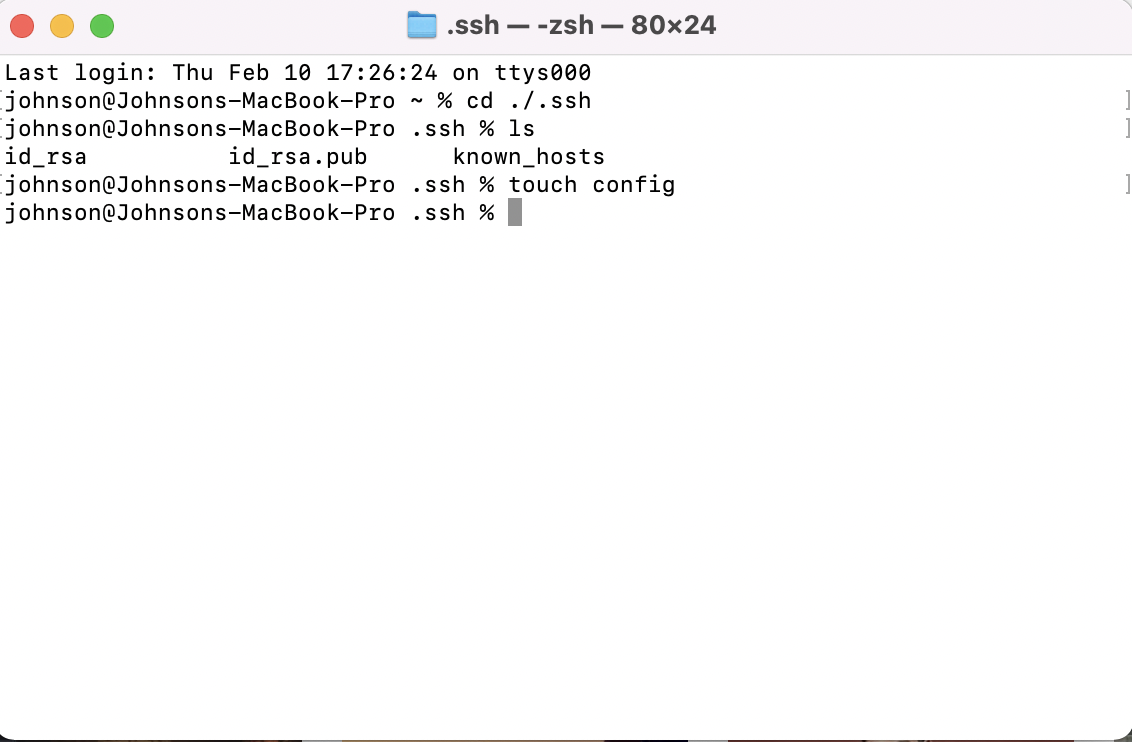 .ssh — -zsh — 80×24
Last login: Thu Feb 10 17:26:24 on ttys000
[johnson@Johnsons-MacBook-Pro ~ % cd ./.ssh ]
[johnson@Johnsons-MacBook-Pro .ssh % ls ]
id_rsa id_rsa.pub known_hosts
[johnson@Johnsons-MacBook-Pro .ssh % touch config ]
johnson@Johnsons-MacBook-Pro .ssh %